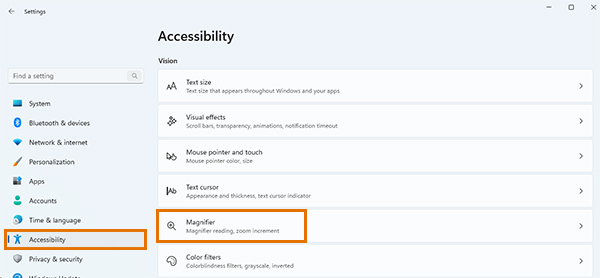 Settings
Accessibility
Find a setting
System
Bluetooth & devices
Network & internet
Personalization
Apps
Accounts
Time & language
Accessibility
Privacy & security
Windows Update
Vision
Text size
Text size that appears throughout Windows and your apps
Visual effects
Scroll bars, transparency, animations, notification timeout
Mouse pointer and touch
Mouse pointer color, size
Text cursor
Appearance and thickness, text cursor indicator
Magnifier
Magnifier reading, zoom increment
Color filters
Colorblindness filters, grayscale, inverted